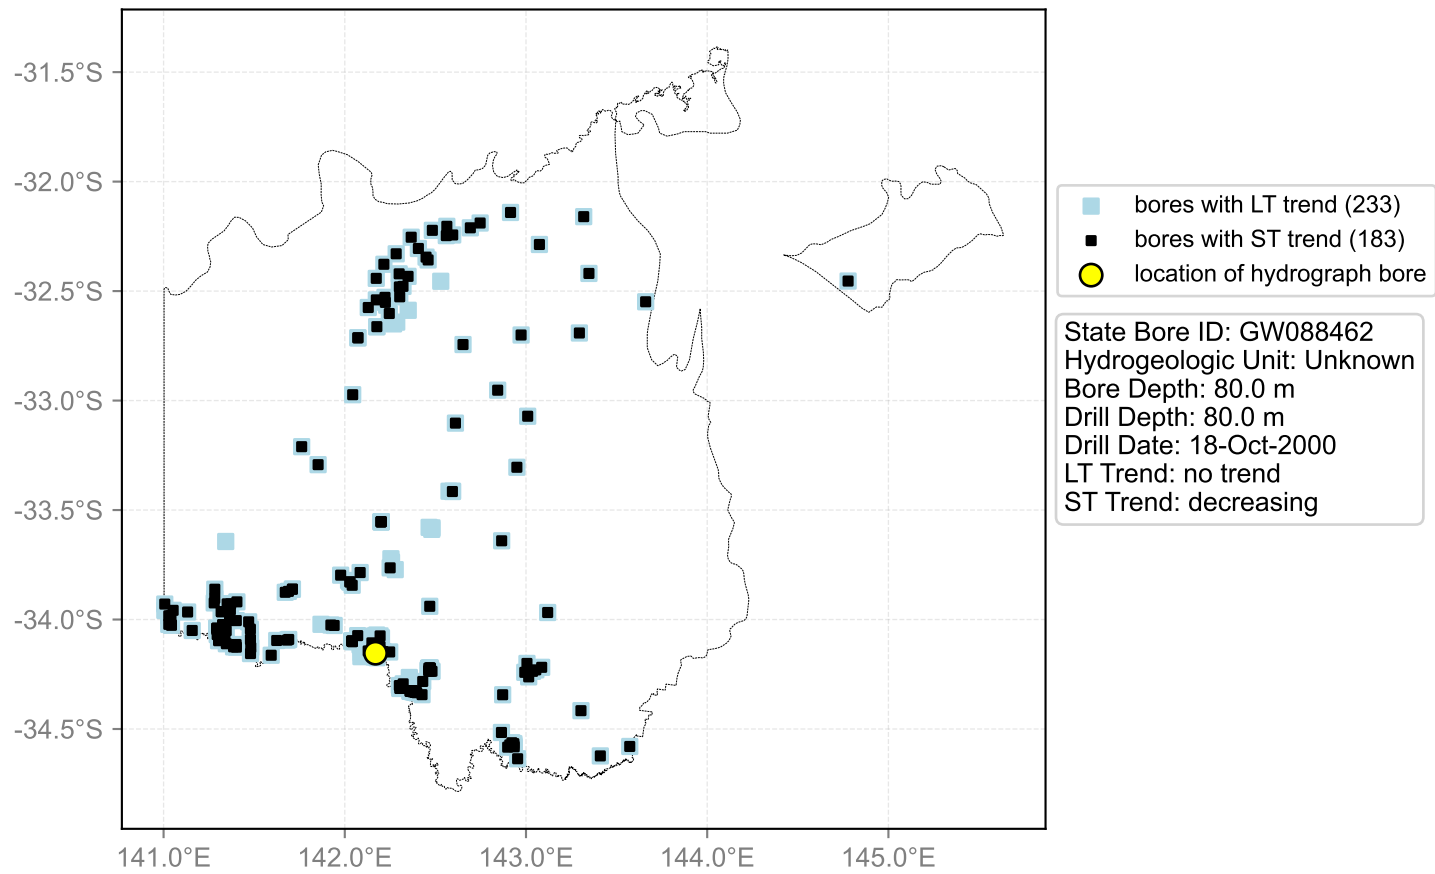 -31.5°S
-32.0°S
-32.5°S
-33.0°S
-33.5°S
-34.0°S
-34.5°S
141.0°E
142.0°E
143.0°E
144.0°E
145.0°E
bores with LT trend (233)
bores with ST trend (183)
location of hydrograph bore
State Bore ID: GW088462
Hydrogeologic Unit: Unknown
Bore Depth: 80.0 m
Drill Depth: 80.0 m
Drill Date: 18-Oct-2000
LT Trend: no trend
ST Trend: decreasing